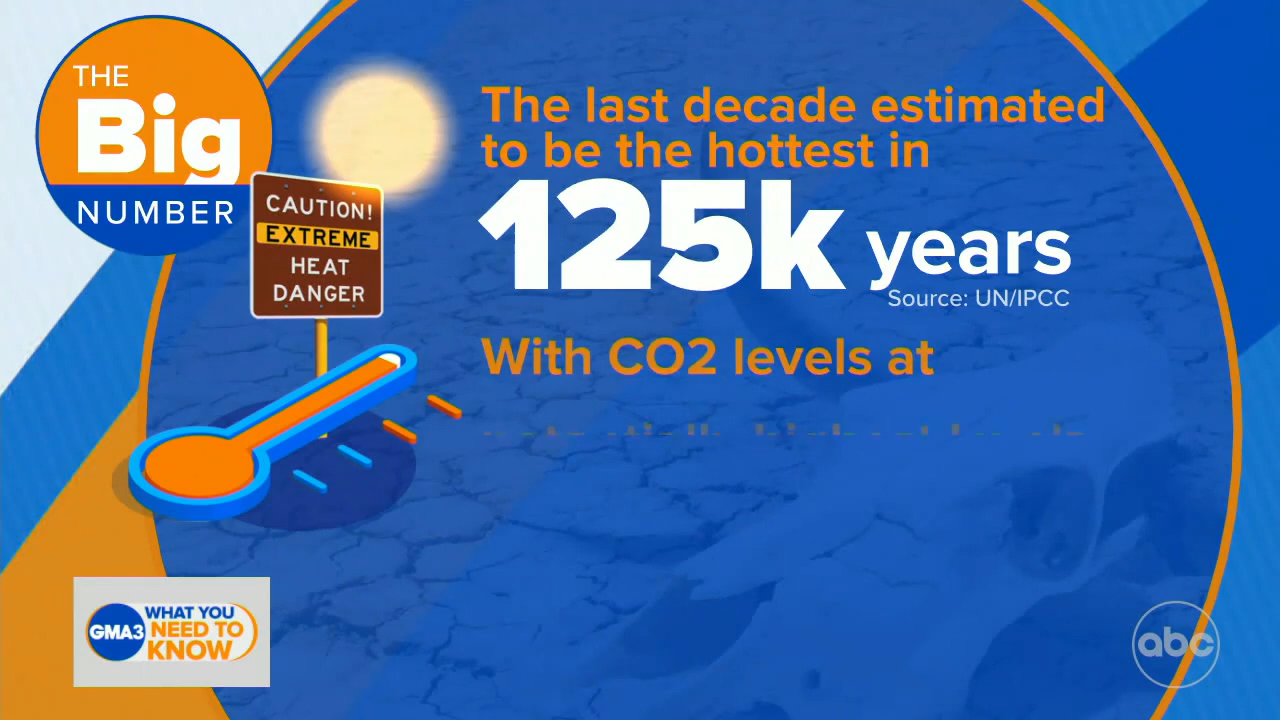 THE
Big
NUMBER
CAUTION!
EXTREME
HEAT
DANGER
The last decade estimated
to be the hottest in
125k years
Source: UN/IPCC
With CO2 levels at
GMA3
WHAT YOU
NEED TO
KNOW
abc